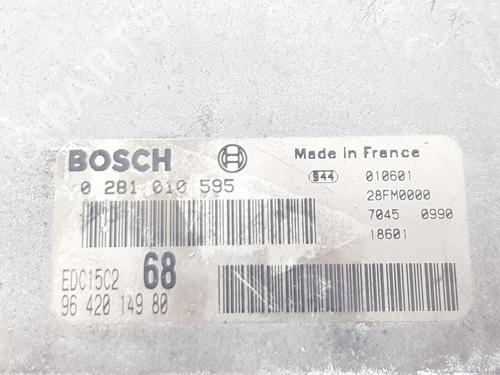 BOSCH
0 281 010 595
EDC15C2 68
96 420 149 80
Made in France
944 010601
28FM0000
7045 0990
18601